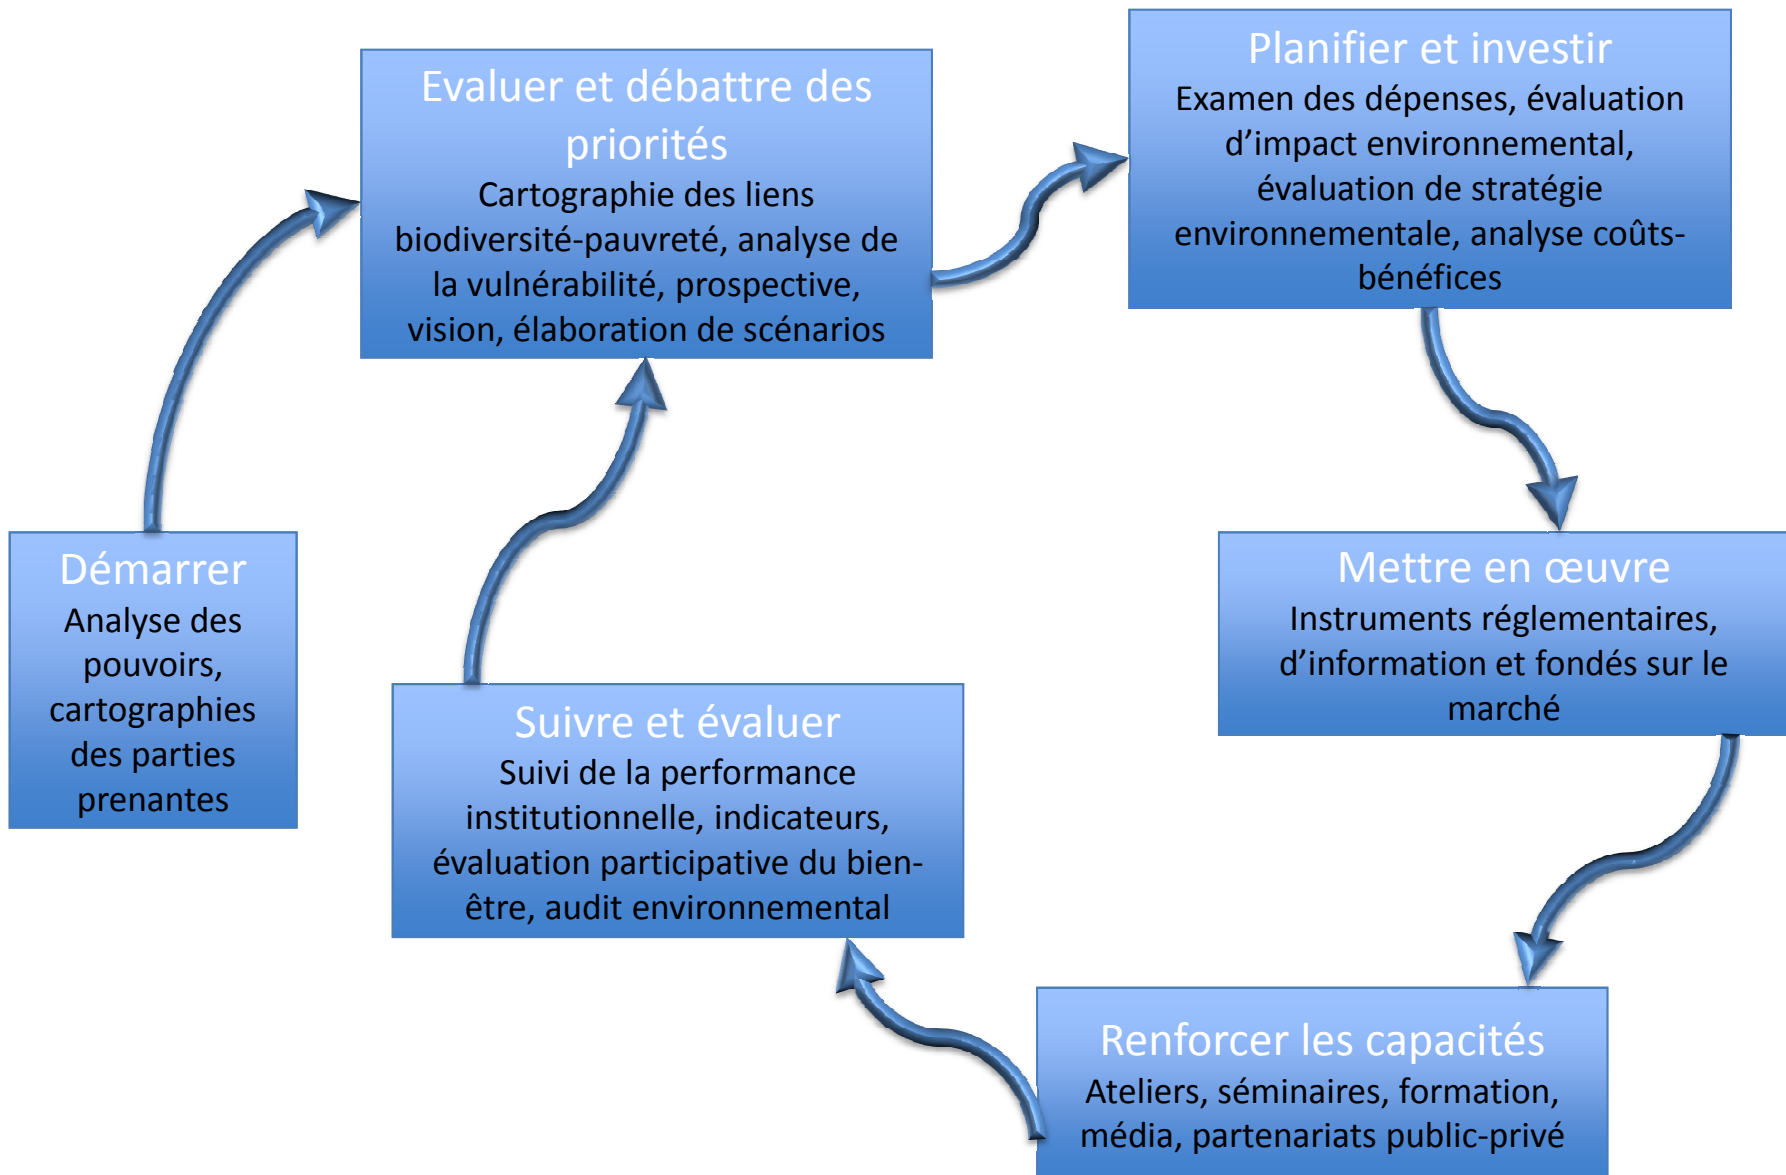 Evaluer et débattre des
priorités
Cartographie des liens
biodiversité-pauvreté, analyse de
la vulnérabilité, prospective,
vision, élaboration de scénarios
Planifier et investir
Examen des dépenses, évaluation
d’impact environnemental,
évaluation de stratégie
environnementale, analyse coûts-
bénéfices
Démarrer
Analyse des
pouvoirs,
cartographies
des parties
prenantes
Mettre en œuvre
Instruments réglementaires,
d’information et fondés sur le
marché
Suivre et évaluer
Suivi de la performance
institutionnelle, indicateurs,
évaluation participative du bien-
être, audit environnemental
Renforcer les capacités
Ateliers, séminaires, formation,
média, partenariats public-privé